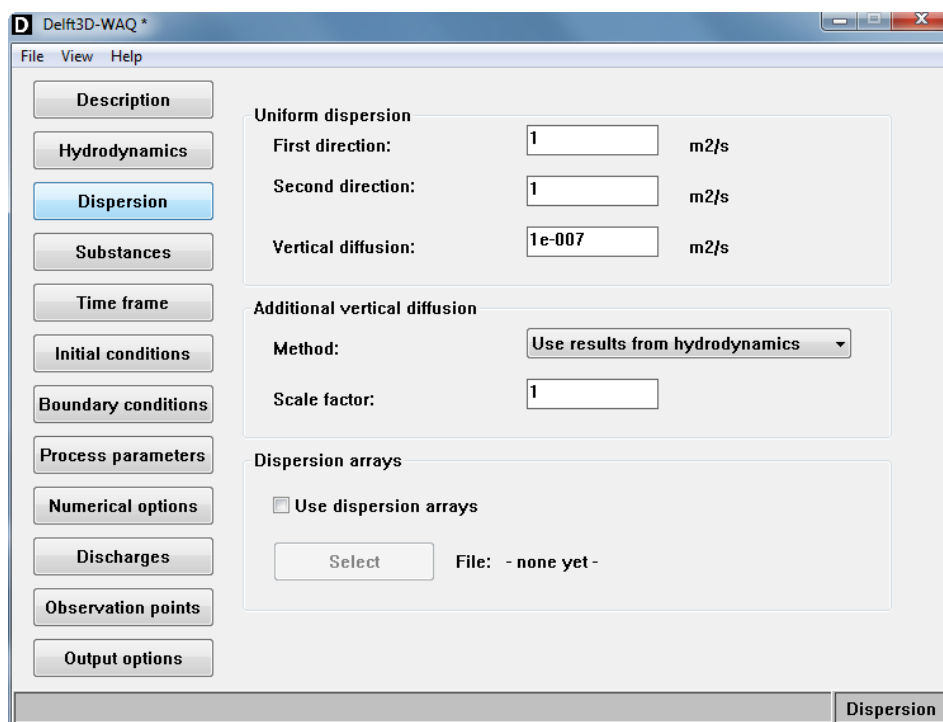 D Delft3D-WAQ *
File View Help
Description
Hydrodynamics
Dispersion
Substances
Time frame
Initial conditions
Boundary conditions
Process parameters
Numerical options
Discharges
Observation points
Output options
Uniform dispersion
First direction: 1 m2/s
Second direction: 1 m2/s
Vertical diffusion: 1e-007 m2/s
Additional vertical diffusion
Method: Use results from hydrodynamics
Scale factor: 1
Dispersion arrays
Use dispersion arrays
Select File: - none yet -
Dispersion